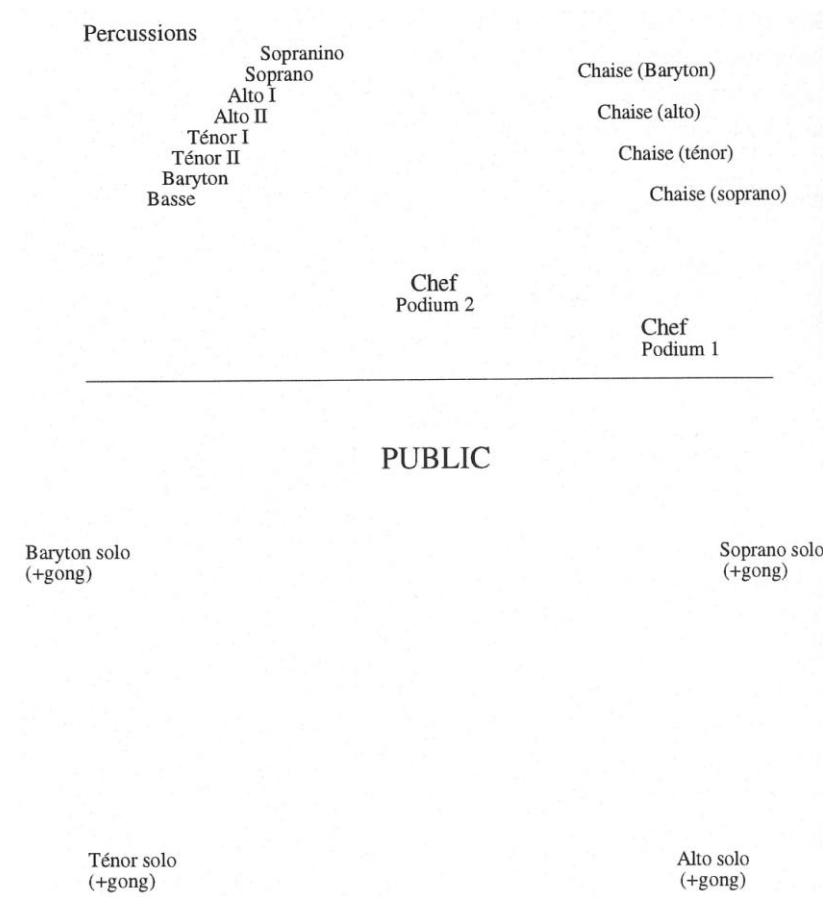 Percussions
Sopranino
Soprano
Alto I
Alto II
Ténor I
Ténor II
Baryton
Basse
Chaise (Baryton)
Chaise (alto)
Chaise (ténor)
Chaise (soprano)
Chef
Podium 2
Chef
Podium 1
PUBLIC
Baryton solo
(+gong)
Soprano solo
(+gong)
Ténor solo
(+gong)
Alto solo
(+gong)